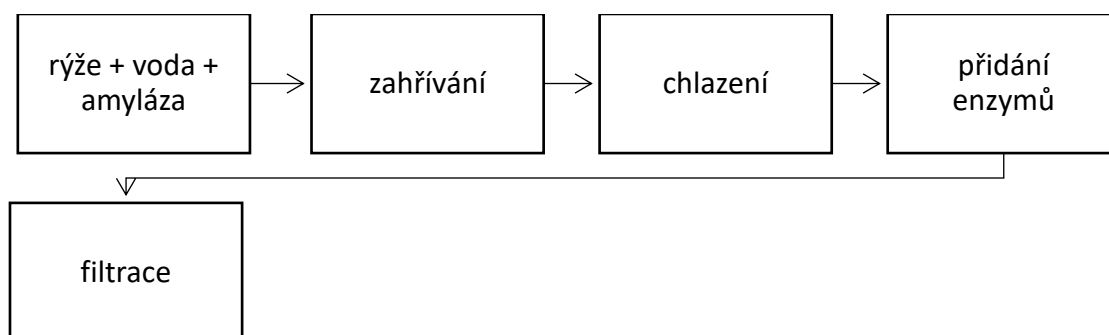 rýže + voda +
amyláza
zahřívání
chlazení
přidání
enzymů
filtrace